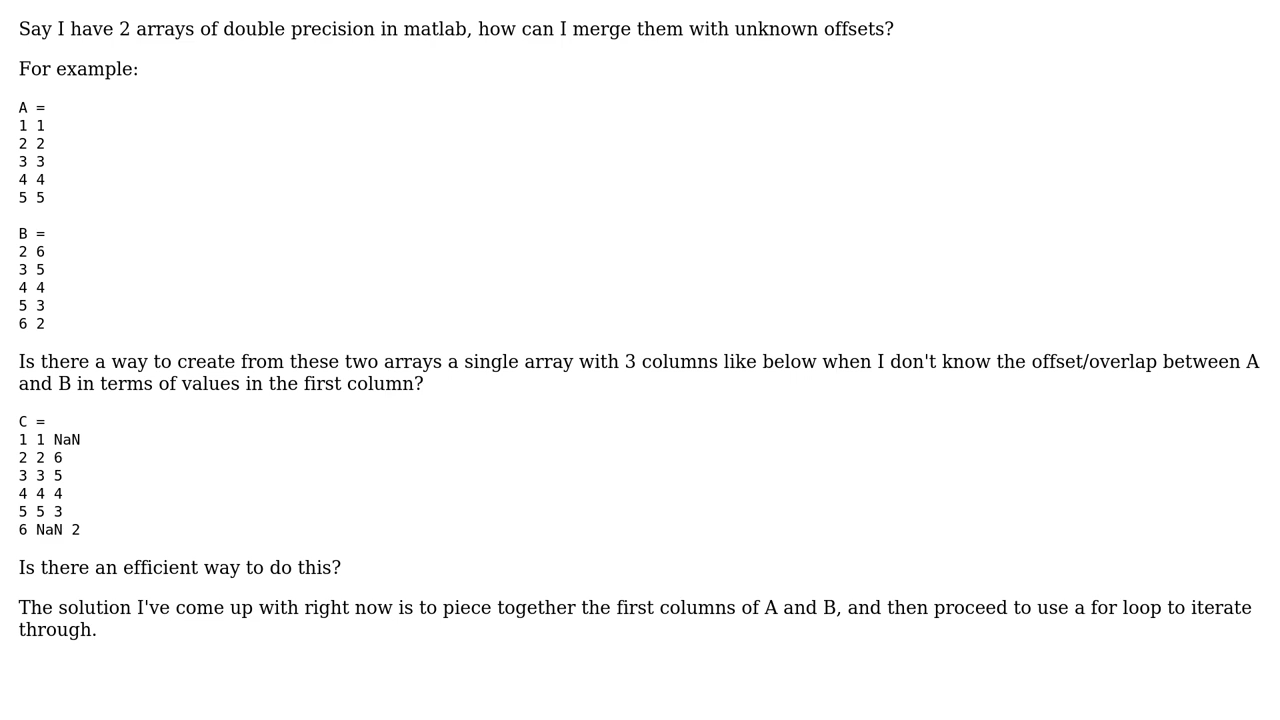 Say I have 2 arrays of double precision in matlab, how can I merge them with unknown offsets?
For example:
A =
1 1
2 2
3 3
4 4
5 5
B =
2 6
3 5
4 4
5 3
6 2
Is there a way to create from these two arrays a single array with 3 columns like below when I don't know the offset/overlap between A
and B in terms of values in the first column?
C =
1 1 NaN
2 2 6
3 3 5
4 4 4
5 5 3
6 NaN 2
Is there an efficient way to do this?
The solution I've come up with right now is to piece together the first columns of A and B, and then proceed to use a for loop to iterate
through.